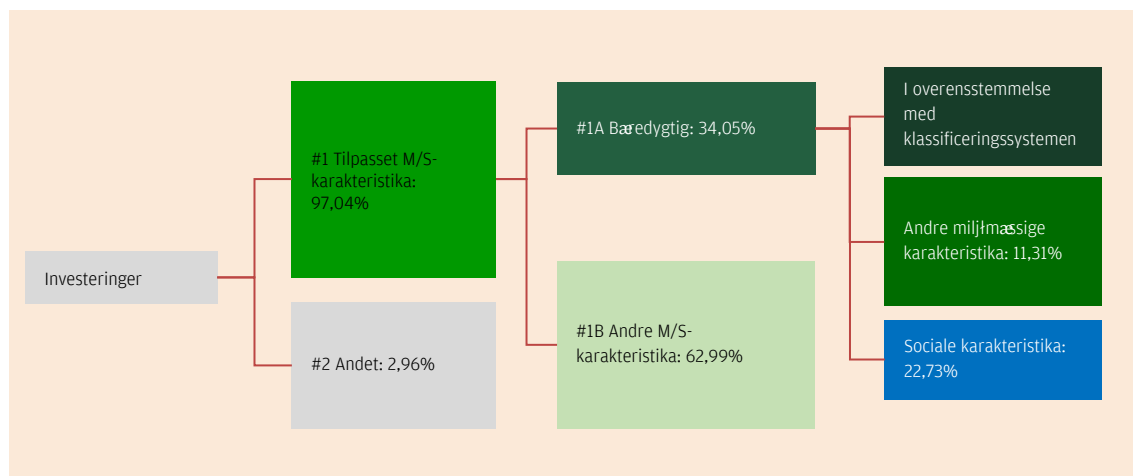 Investeringer
#1 Tilpasset M/S-
karakteristika:
97,04%
#2 Andet: 2,96%
#1A Bæredygtig: 34,05%
#1B Andre M/S-
karakteristika: 62,99%
I overensstemmelse
med
klassificeringssystemen
Andre miljłmæssige
karakteristika: 11,31%
Sociale karakteristika:
22,73%